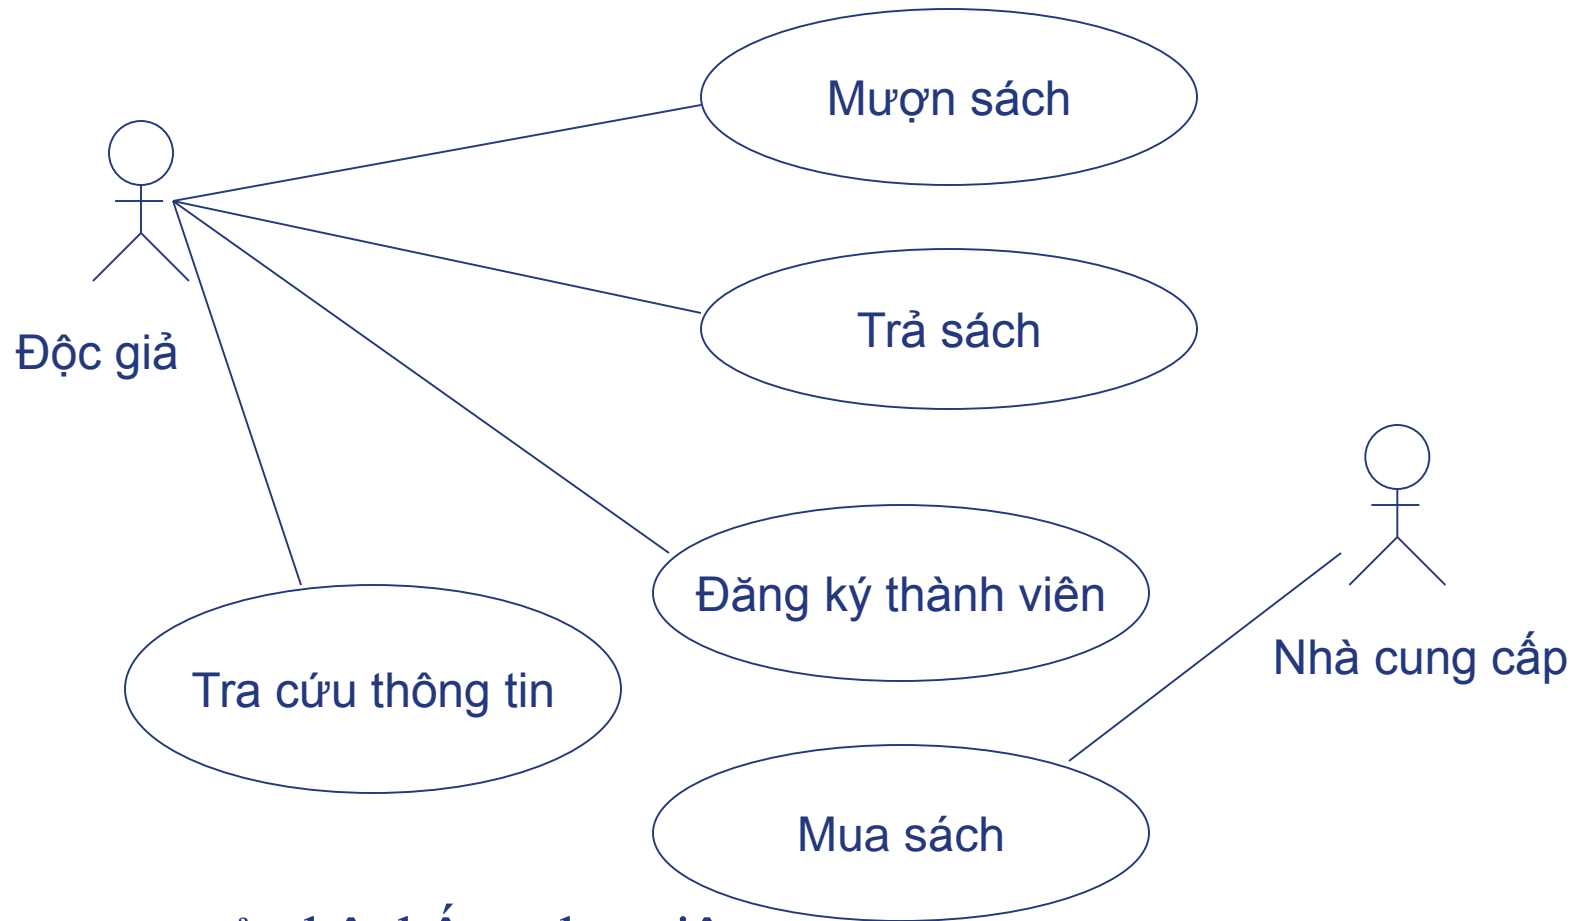 Mượn sách
Trả sách
Độc giả
Đăng ký thành viên
Nhà cung cấp
Tra cứu thông tin
Mua sách